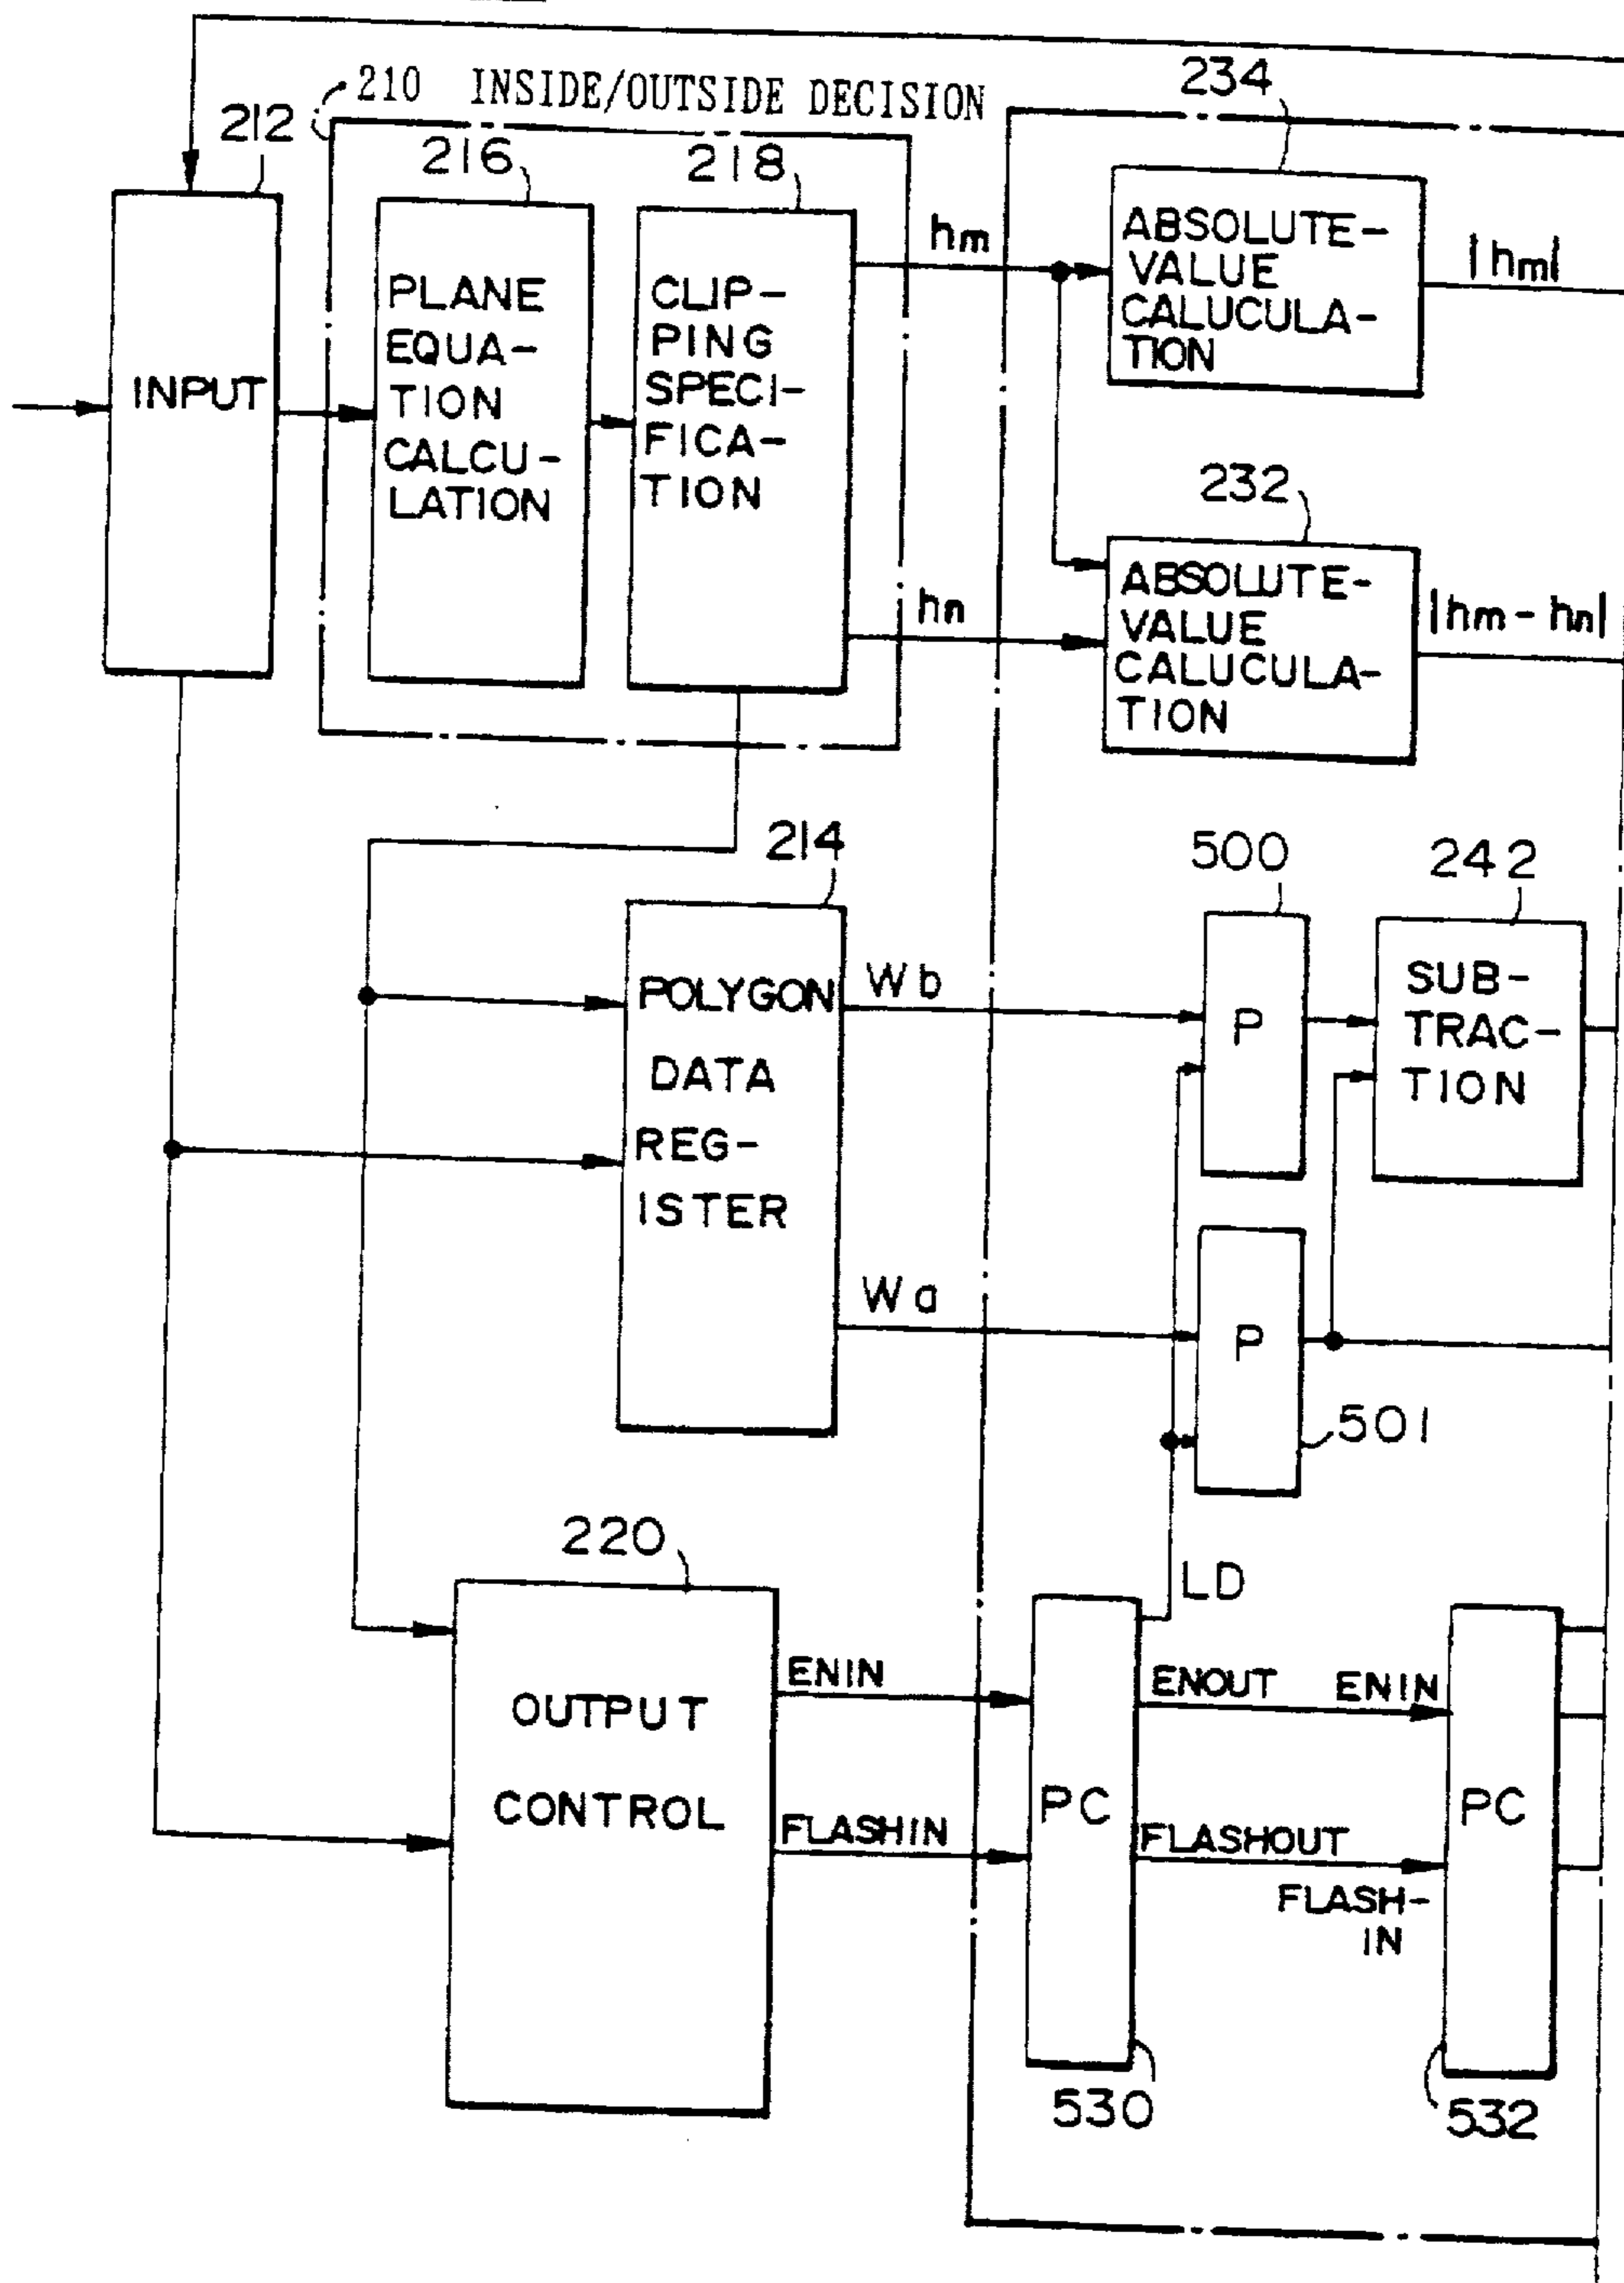 210 INSIDE/OUTSIDE DECISION
234
212
216
218
INPUT
PLANE
EQUA-
TION
CALCU-
LATION
CLIP-
PING
SPECI-
FICA-
TION
hm
ABSOLUTE-
VALUE
CALUCULA-
TION
|hm|
232
hn
ABSOLUTE-
VALUE
CALUCULA-
TION
|hm - hn|
214
500
242
POLYGON
DATA
REG-
ISTER
Wb
P
SUB-
TRAC-
TION
Wa
P
501
220
LD
OUTPUT
CONTROL
ENIN
FLASHIN
PC
ENOUT
ENIN
FLASHOUT
FLASH-
IN
PC
530
532